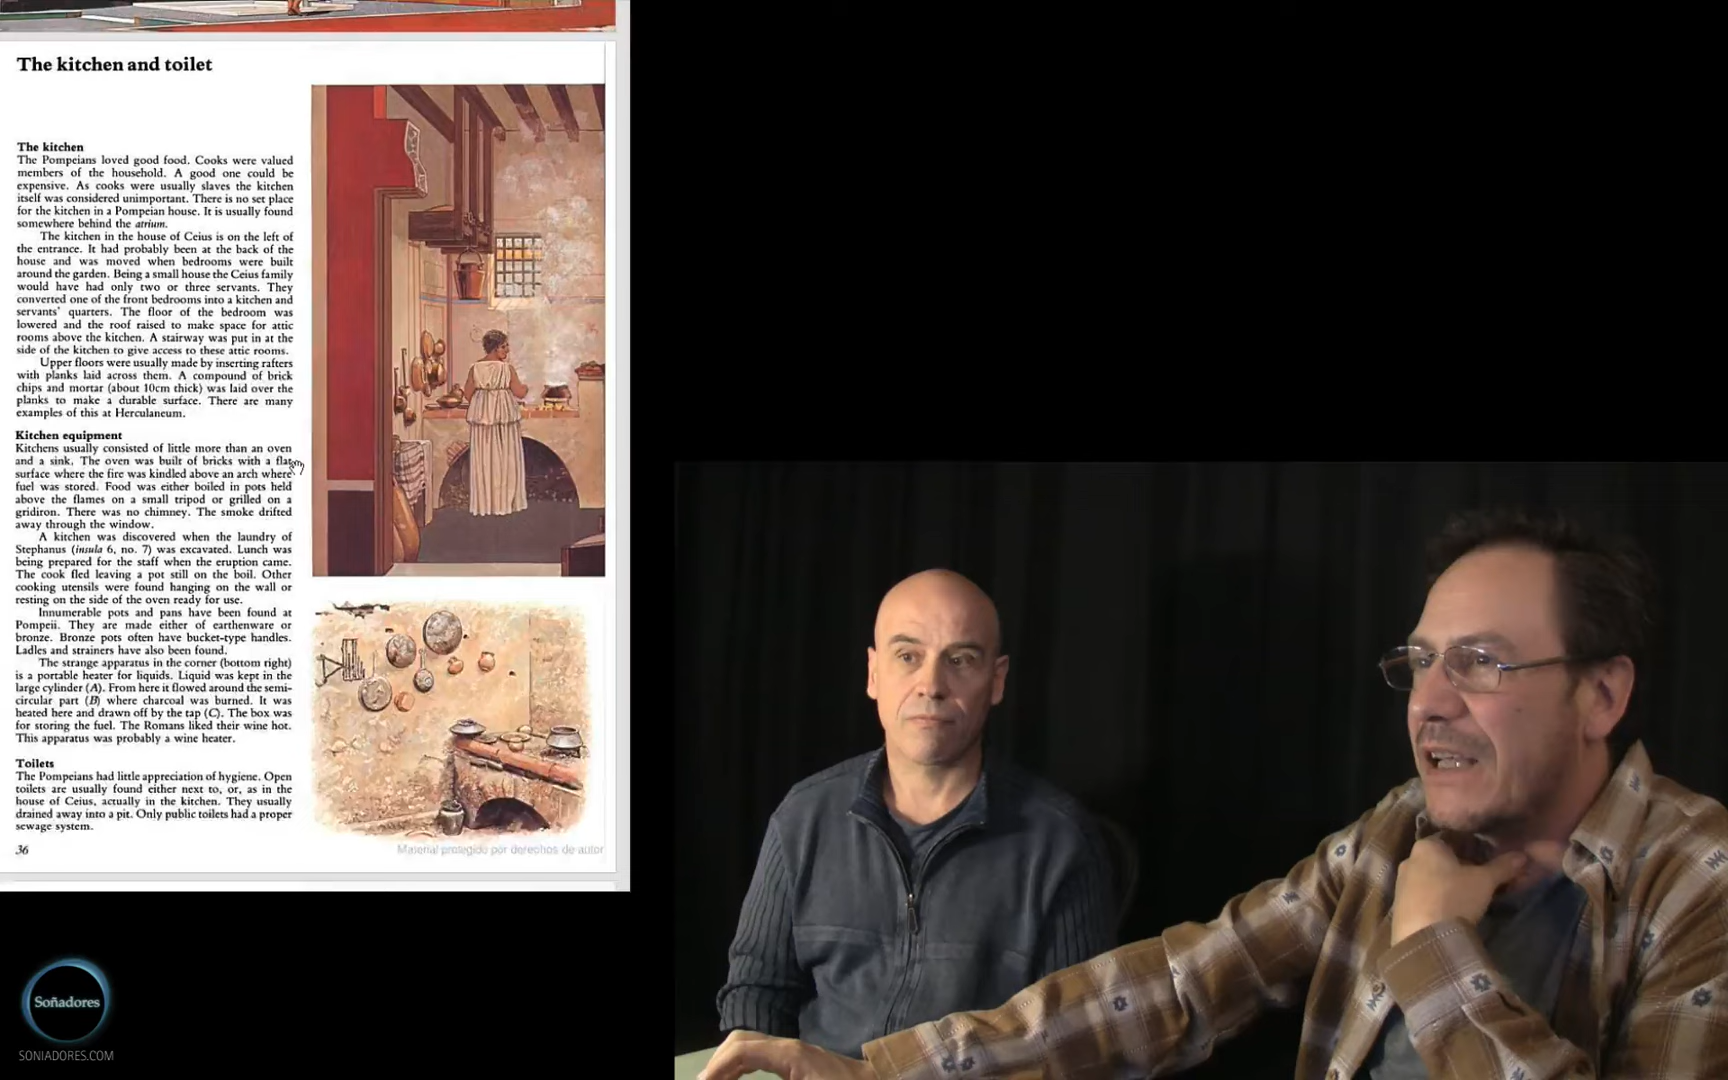 The kitchen and toilet
The kitchen
The Pompeians loved good food. Cooks were valued
members of the household. A good one could be
expensive. As cooks were usually slaves the kitchen
itself was considered unimportant. There is no set place
for the kitchen in a Pompeian house. It is usually found
somewhere behind the atrium.
The kitchen in the house of Ceius is on the left of
the entrance. It had probably been at the back of the
house and was moved when bedrooms were built
around the garden. Being a small house the Ceius family
would have had only two or three servants. They
converted one of the front bedrooms into a kitchen and
servants' quarters. The floor of the bedroom was
lowered and the roof raised to make space for attic
rooms above the kitchen. A stairway was put in at the
side of the kitchen to give access to these attic rooms.
Upper floors were usually made by inserting rafters
with planks laid across them. A compound of brick
chips and mortar (about 10cm thick) was laid over the
planks to make a durable surface. There are many
examples of this at Herculaneum.
Kitchen equipment
Kitchens usually consisted of little more than an oven
and a sink. The oven was built of bricks with a flat
surface where the fire was kindled above an arch where
fuel was stored. Food was either boiled in pots held
above the flames on a small tripod or grilled on a
gridiron. There was no chimney. The smoke drifted
away through the window.
A kitchen was discovered when the laundry of
Stephanus (insula 6, no. 7) was excavated. Lunch was
being prepared for the staff when the eruption came.
The cook fled leaving a pot still on the boil. Other
cooking utensils were found hanging on the wall or
resting on the side of the oven ready for use.
Innumerable pots and pans have been found at
Pompeii. They are made either of earthenware or
bronze. Bronze pots often have bucket-type handles.
Ladles and strainers have also been found.
The strange apparatus in the corner (bottom right)
is a portable heater for liquids. Liquid was kept in the
large cylinder (A). From here it flowed around the semi-
circular part (B) where charcoal was burned. It was
heated here and drawn off by the tap (C). The box was
for storing the fuel. The Romans liked their wine hot.
This apparatus was probably a wine heater.
Toilets
The Pompeians had little appreciation of hygiene. Open
toilets are usually found either next to, or, as in the
house of Ceius, actually in the kitchen. They usually
drained away into a pit. Only public toilets had a proper
sewage system.
36
Material protegido por derechos de autor
Soñadores
SONIADORES.COM